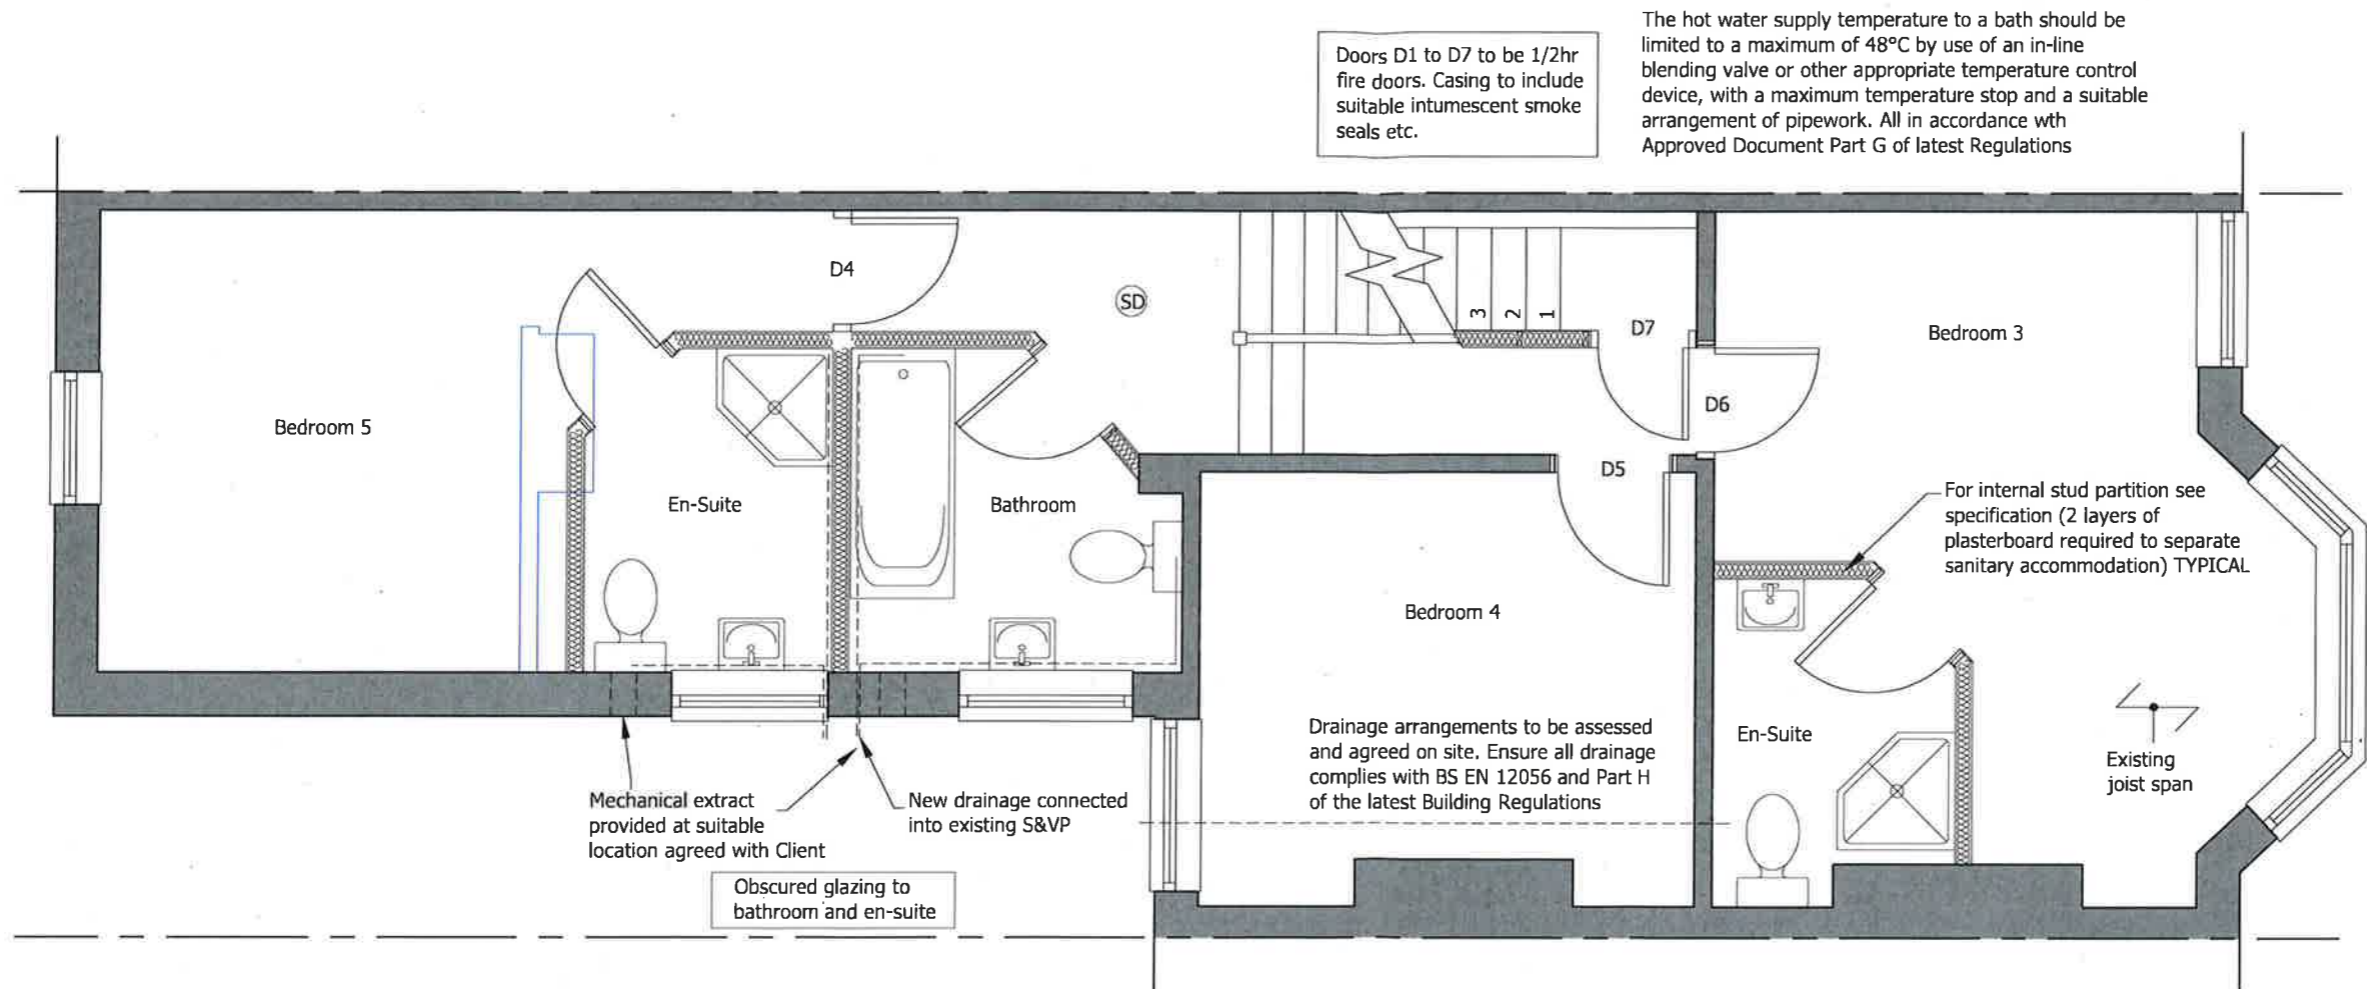 Doors D1 to D7 to be 1/2hr
fire doors. Casing to include
suitable intumescent smoke
seals etc.
The hot water supply temperature to a bath should be
limited to a maximum of 48°C by use of an in-line
blending valve or other appropriate temperature control
device, with a maximum temperature stop and a suitable
arrangement of pipework. All in accordance wth
Approved Document Part G of latest Regulations
D4
SD
3
2
1
D7
Bedroom 3
D6
Bedroom 5
D5
En-Suite
Bathroom
For internal stud partition see
specification (2 layers of
plasterboard required to separate
sanitary accommodation) TYPICAL
Bedroom 4
Drainage arrangements to be assessed
and agreed on site. Ensure all drainage
complies with BS EN 12056 and Part H
of the latest Building Regulations
En-Suite
Existing
joist span
Mechanical extract
provided at suitable
location agreed with Client
New drainage connected
into existing S&VP
Obscured glazing to
bathroom and en-suite